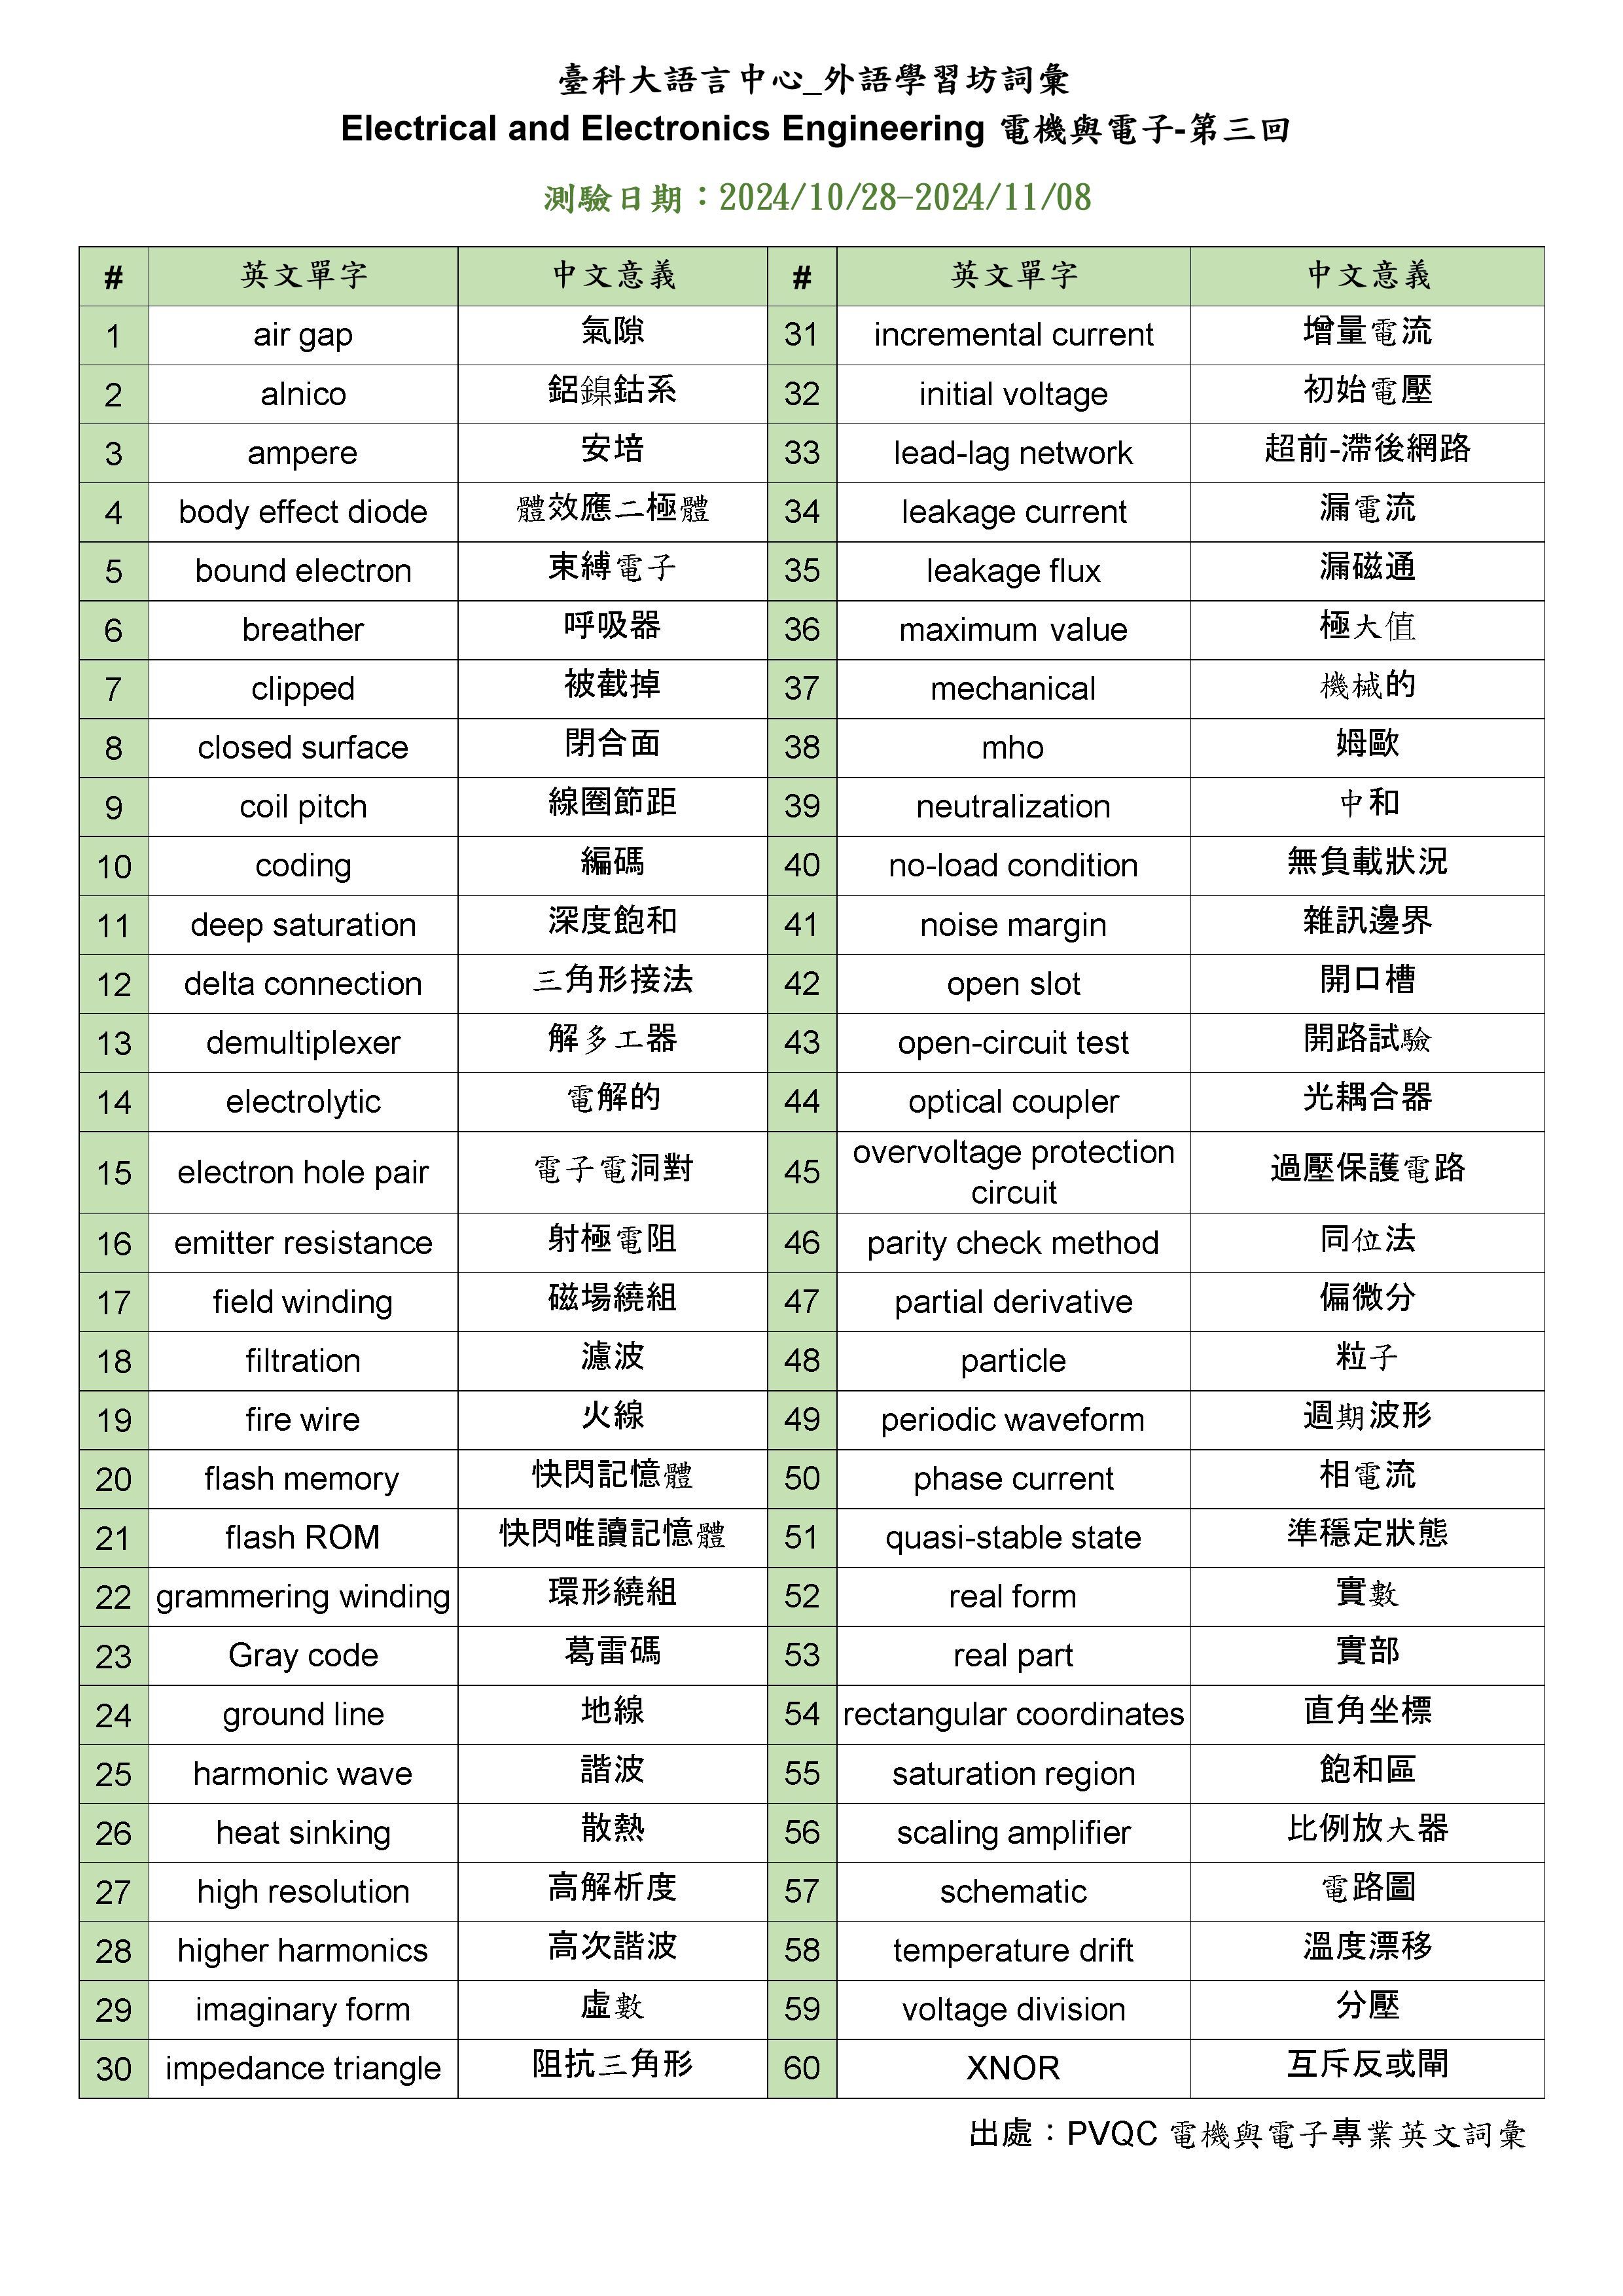 臺科大語言中心_外語學習坊詞彙
Electrical and Electronics Engineering 電機與電子-第三回
測驗日期：2024/10/28-2024/11/08
# 英文單字 中文意義 # 英文單字 中文意義
1 air gap 氣隙 31 incremental current 增量電流
2 alnico 鋁鎳鈷系 32 initial voltage 初始電壓
3 ampere 安培 33 lead-lag network 超前-滯後網路
4 body effect diode 體效應二極體 34 leakage current 漏電流
5 bound electron 束縛電子 35 leakage flux 漏磁通
6 breather 呼吸器 36 maximum value 極大值
7 clipped 被截掉 37 mechanical 機械的
8 closed surface 閉合面 38 mho 姆歐
9 coil pitch 線圈節距 39 neutralization 中和
10 coding 編碼 40 no-load condition 無負載狀況
11 deep saturation 深度飽和 41 noise margin 雜訊邊界
12 delta connection 三角形接法 42 open slot 開口槽
13 demultiplexer 解多工器 43 open-circuit test 開路試驗
14 electrolytic 電解的 44 optical coupler 光耦合器
15 electron hole pair 電子電洞對 45 overvoltage protection circuit 過壓保護電路
16 emitter resistance 射極電阻 46 parity check method 同位法
17 field winding 磁場繞組 47 partial derivative 偏微分
18 filtration 濾波 48 particle 粒子
19 fire wire 火線 49 periodic waveform 週期波形
20 flash memory 快閃記憶體 50 phase current 相電流
21 flash ROM 快閃唯讀記憶體 51 quasi-stable state 準穩定狀態
22 grammering winding 環形繞組 52 real form 實數
23 Gray code 葛雷碼 53 real part 實部
24 ground line 地線 54 rectangular coordinates 直角坐標
25 harmonic wave 諧波 55 saturation region 飽和區
26 heat sinking 散熱 56 scaling amplifier 比例放大器
27 high resolution 高解析度 57 schematic 電路圖
28 higher harmonics 高次諧波 58 temperature drift 溫度漂移
29 imaginary form 虛數 59 voltage division 分壓
30 impedance triangle 阻抗三角形 60 XNOR 互斥反或閘
出處：PVQC 電機與電子專業英文詞彙